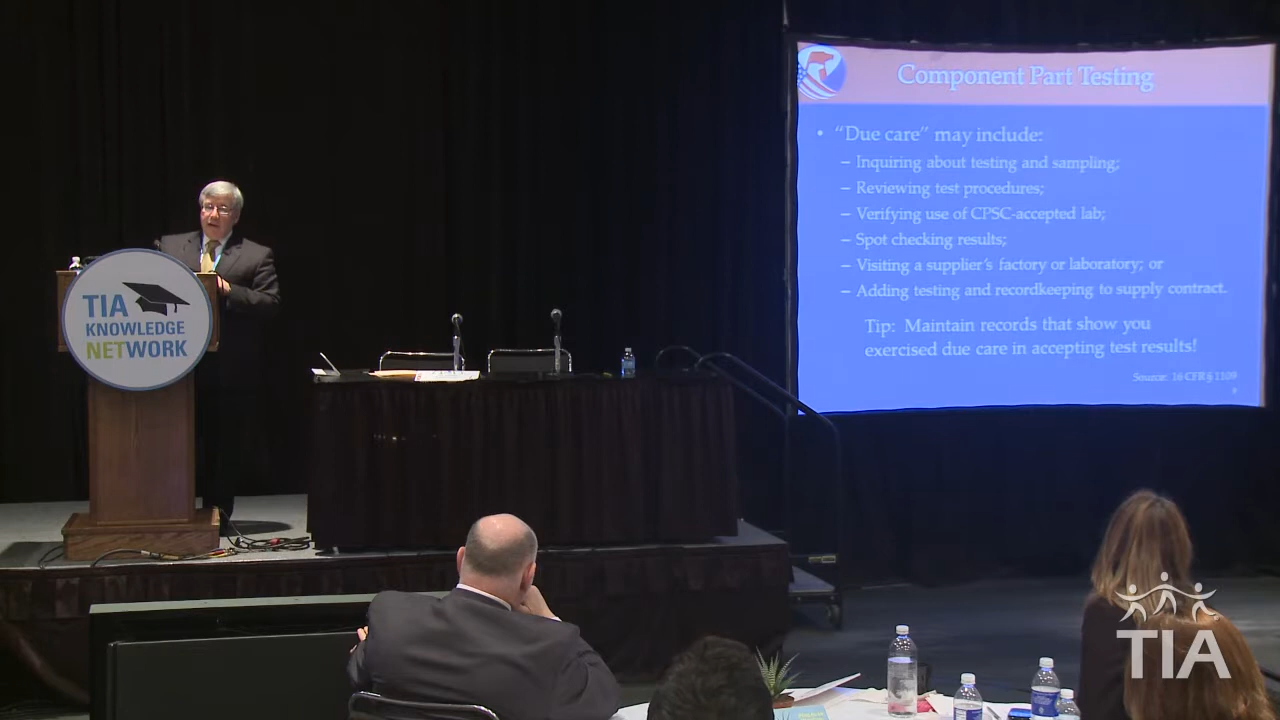 Component Part Testing
• "Due care" may include:
– Inquiring about testing and sampling;
– Reviewing test procedures;
– Verifying use of CPSC-accepted lab;
– Spot checking results;
– Visiting a supplier's factory or laboratory; or
– Adding testing and recordkeeping to supply contract.
Tip: Maintain records that show you
exercised due care in accepting test results!
Source: 16 CFR § 1109
TIA
KNOWLEDGE
NETWORK
TIA